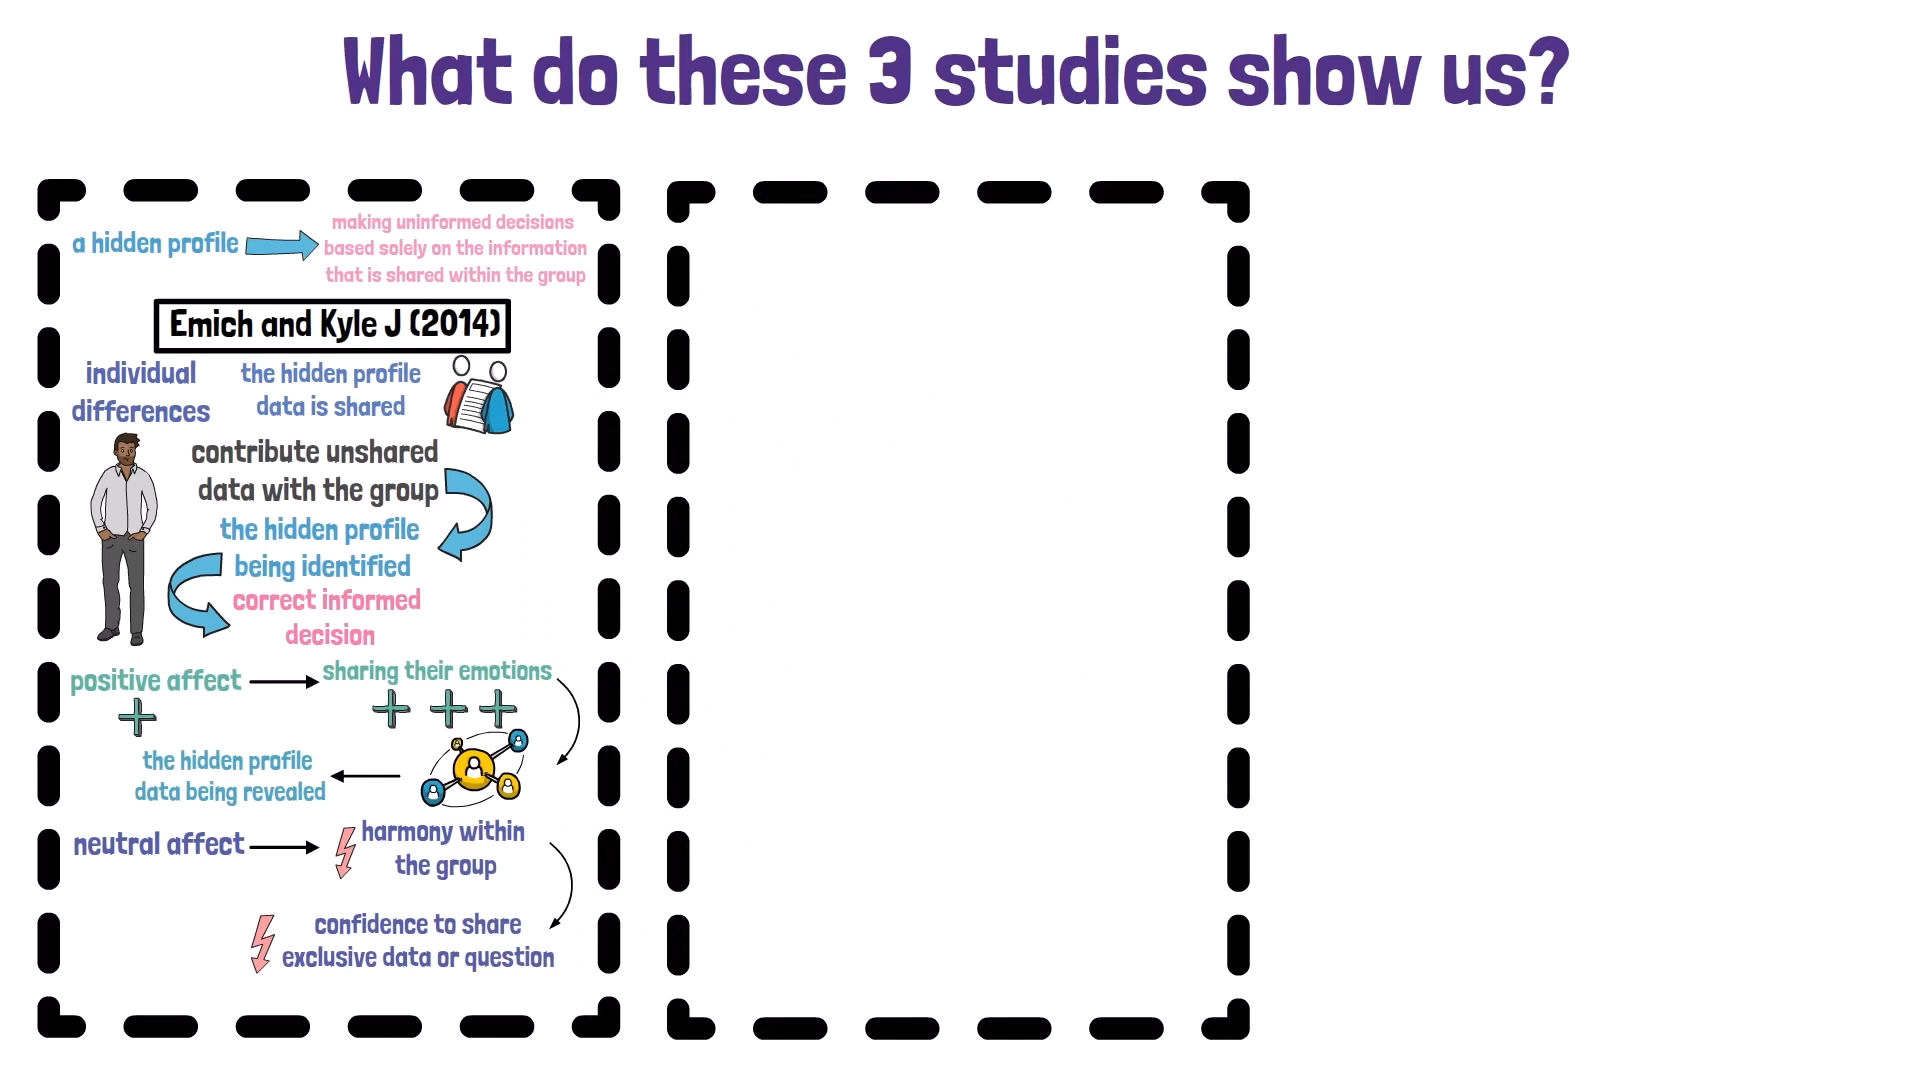 What do these 3 studies show us?
a hidden profile
making uninformed decisions
based solely on the information
that is shared within the group
Emich and Kyle J (2014)
individual
differences
the hidden profile
data is shared
contribute unshared
data with the group
the hidden profile
being identified
correct informed
decision
positive affect
sharing their emotions
the hidden profile
data being revealed
neutral affect
harmony within
the group
confidence to share
exclusive data or question